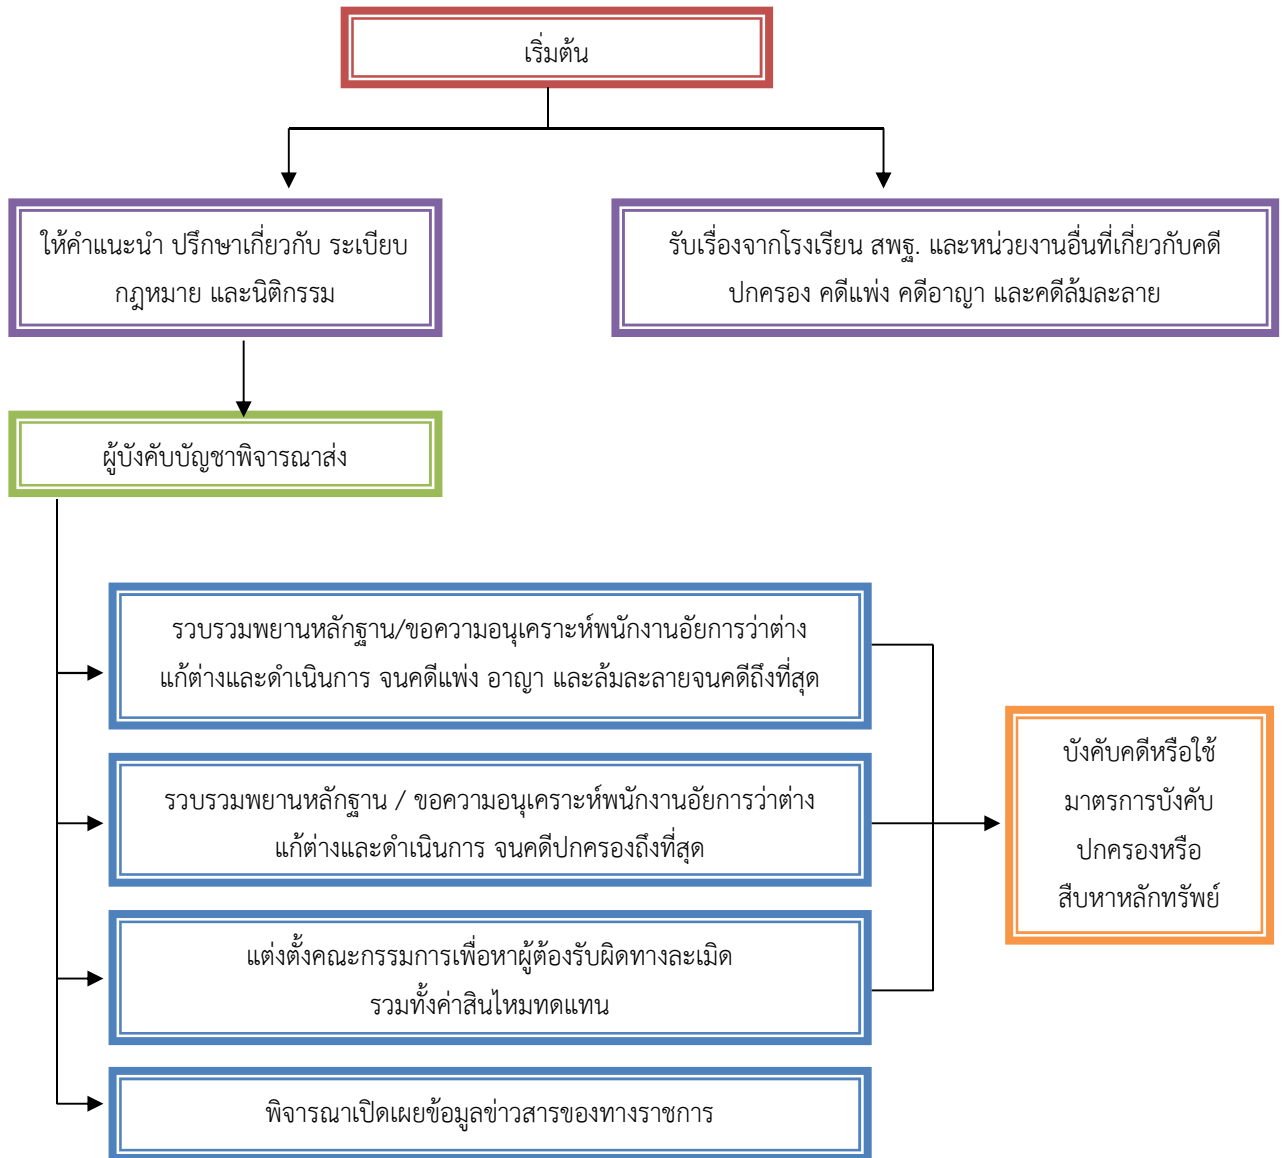 เริ่มต้น
ให้คำแนะนำ ปรึกษาเกี่ยวกับ ระเบียบ
กฎหมาย และนิติกรรม
รับเรื่องจากโรงเรียน สพฐ. และหน่วยงานอื่นที่เกี่ยวกับคดี
ปกครอง คดีแพ่ง คดีอาญา และคดีล้มละลาย
ผู้บังคับบัญชาพิจารณาส่ง
รวบรวมพยานหลักฐาน/ขอความอนุเคราะห์พนักงานอัยการว่าต่าง
แก้ต่างและดำเนินการ จนคดีแพ่ง อาญา และล้มละลายจนคดีถึงที่สุด
รวบรวมพยานหลักฐาน / ขอความอนุเคราะห์พนักงานอัยการว่าต่าง
แก้ต่างและดำเนินการ จนคดีปกครองถึงที่สุด
แต่งตั้งคณะกรรมการเพื่อหาผู้ต้องรับผิดทางละเมิด
รวมทั้งค่าสินไหมทดแทน
พิจารณาเปิดเผยข้อมูลข่าวสารของทางราชการ
บังคับคดีหรือใช้
มาตรการบังคับ
ปกครองหรือ
สืบหาหลักทรัพย์